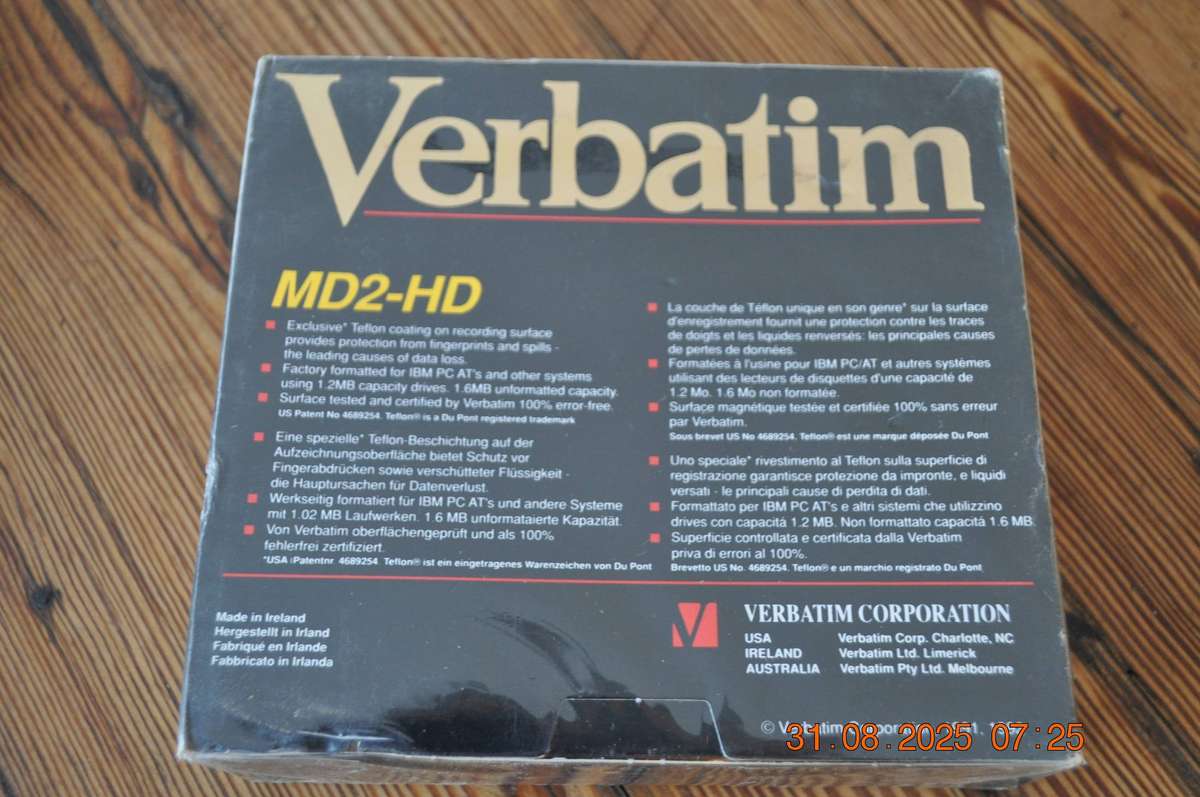 Verbatim
MD2-HD
Exclusive* Teflon coating on recording surface
provides protection from fingerprints and spills -
the leading causes of data loss.
Factory formatted for IBM PC AT's and other systems
using 1.2MB capacity drives. 1.6MB unformatted capacity.
Surface tested and certified by Verbatim 100% error-free.
US Patent No 4689254. Teflon® is a Du Pont registered trademark
Eine spezielle* Teflon-Beschichtung auf der
Aufzeichnungsoberfläche bietet Schutz vor
Fingerabdrücken sowie verschütteter Flüssigkeit -
die Hauptursachen für Datenverlust.
Werkseitig formatiert für IBM PC AT's und andere Systeme
mit 1.02 MB Laufwerken. 1.6 MB unformataierte Kapazität.
Von Verbatim oberflächengeprüft und als 100%
fehlerfrei zertifiziert.
*USA (Patentnr. 4689254. Teflon® ist ein eingetragenes Warenzeichen von Du Pont
La couche de Téflon unique en son genre* sur la surface
d'enregistrement fournit une protection contre les traces
de doigts et les liquides renversés: les principales causes
de pertes de données.
Formatées à l'usine pour IBM PC/AT et autres systémes
utilisant des lecteurs de disquettes d'une capacité de
1.2 Mo. 1.6 Mo non formatée.
Surface magnétique testée et certifiée 100% sans erreur
par Verbatim.
Sous brevet US No 4689254. Teflon® est une marque déposée Du Pont
Uno speciale* rivestimento al Teflon sulla superficie di
registrazione garantisce protezione da impronte, e liquidi
versati - le principali cause di perdita di dati.
Formattato per IBM PC AT's e altri sistemi che utilizzino
drives con capacitá 1.2 MB. Non formattato capacitá 1.6 MB.
Superficie controllata e certificata dalla Verbatim
priva di errori al 100%.
Brevetto US No. 4689254. Teflon® e un marchio registrato Du Pont
Made in Ireland
Hergestellt in Irland
Fabriqué en Irlande
Fabbricato in Irlanda
VERBATIM CORPORATION
USA Verbatim Corp. Charlotte, NC
IRELAND Verbatim Ltd. Limerick
AUSTRALIA Verbatim Pty Ltd. Melbourne
© Verbatim Corporation
31.08.2025 07:25